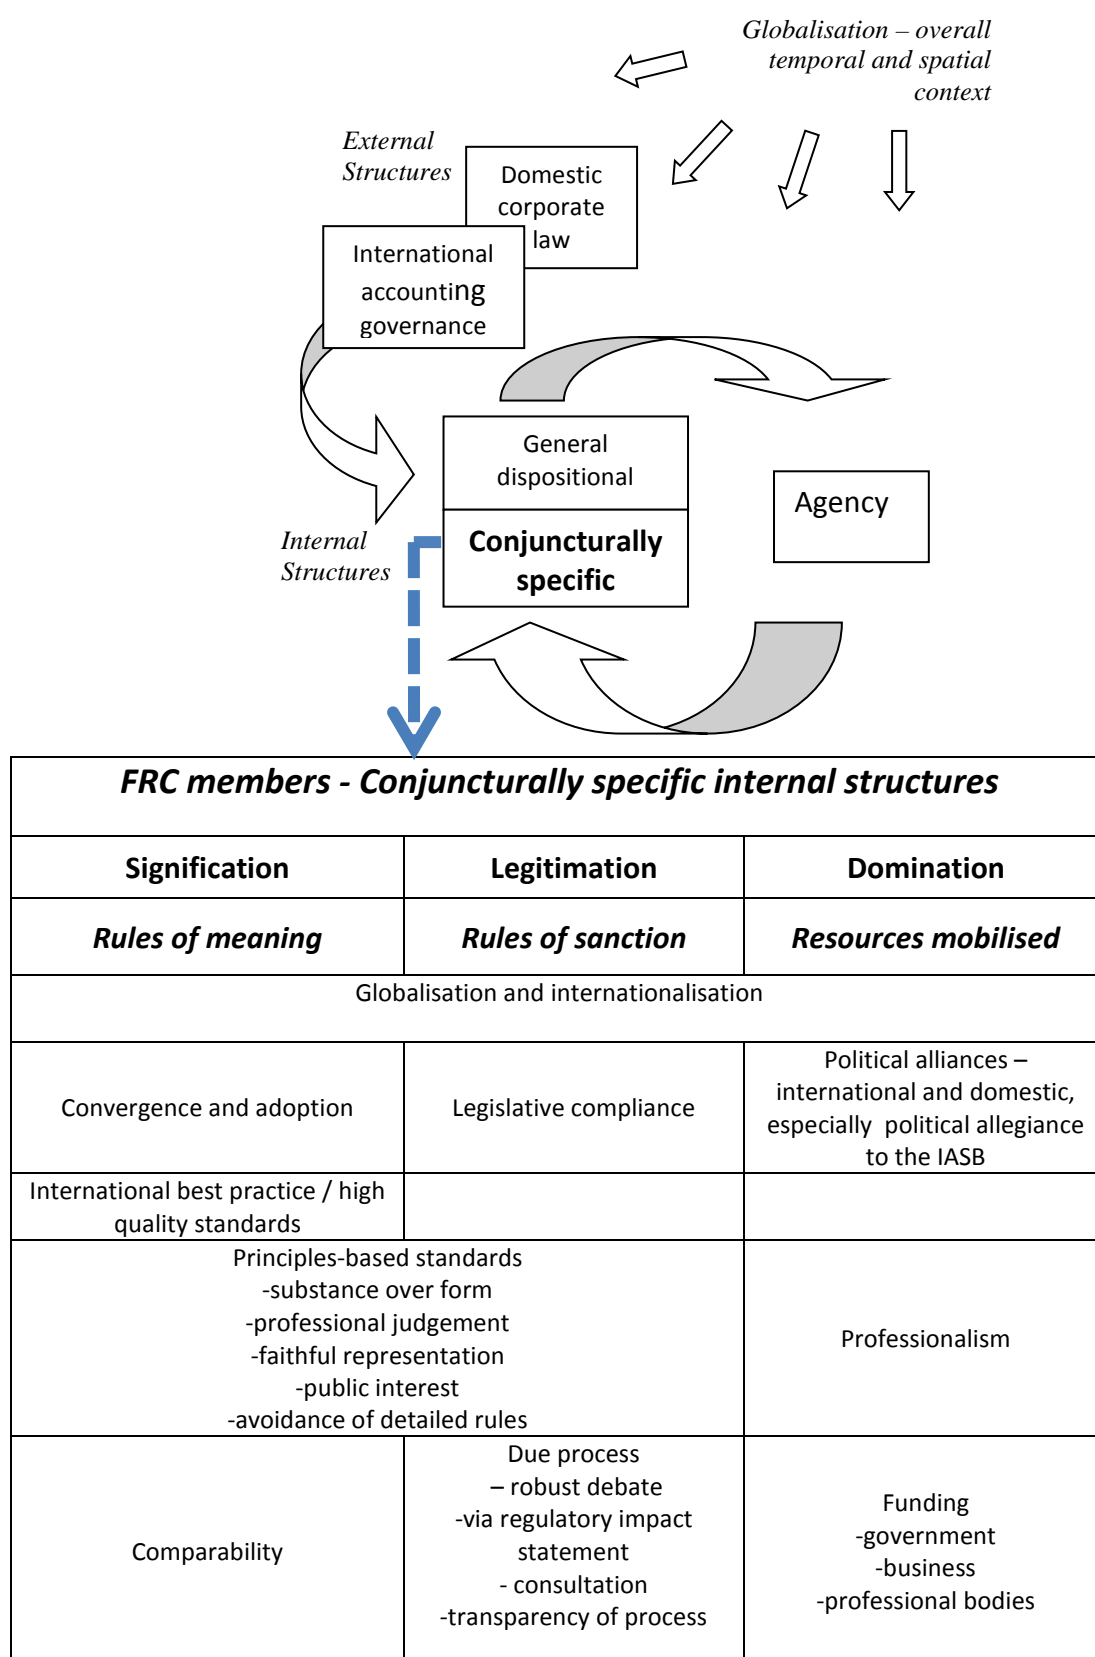 Globalisation – overall
temporal and spatial
context
External
Structures
Domestic
corporate
law
International
accounting
governance
General
dispositional
Agency
Internal
Structures
Conjuncturally
specific
FRC members - Conjuncturally specific internal structures
Signification
Legitimation
Domination
Rules of meaning
Rules of sanction
Resources mobilised
Globalisation and internationalisation
Convergence and adoption
Legislative compliance
Political alliances –
international and domestic,
especially political allegiance
to the IASB
International best practice / high
quality standards
Principles-based standards
-substance over form
-professional judgement
-faithful representation
-public interest
-avoidance of detailed rules
Professionalism
Comparability
Due process
– robust debate
-via regulatory impact
statement
- consultation
-transparency of process
Funding
-government
-business
-professional bodies